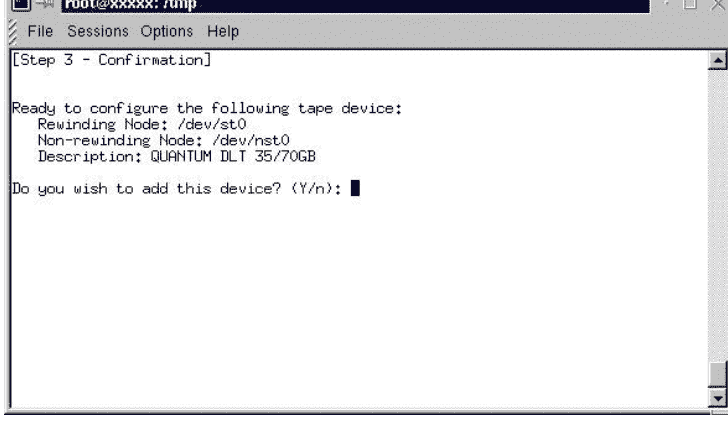 root@xxxxx: /tmp
File Sessions Options Help
[Step 3 - Confirmation]
Ready to configure the following tape device:
Rewinding Node: /dev/st0
Non-rewinding Node: /dev/nst0
Description: QUANTUM DLT 35/70GB
Do you wish to add this device? (Y/n):